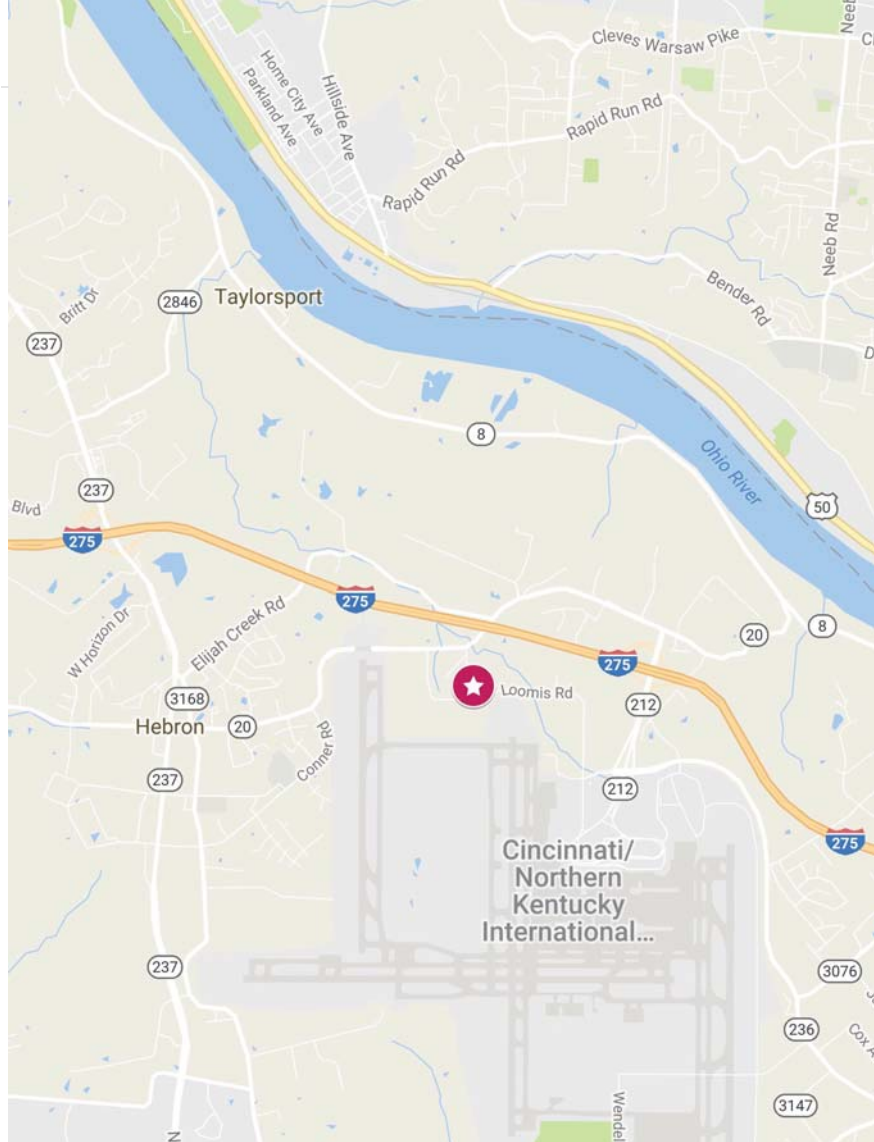 Neeb
Cleves Warsaw Pike
Home City Ave
Parkland Ave
Hillside Ave
Rapid Run Rd
Rapid Run Rd
Neeb Rd
Bender Rd
Taylorsport
2846
Britt Dr
237
8
Ohio River
237
Blvd
50
275
275
W Horizon Dr
Elijah Creek Rd
20
8
275
3168
Loomis Rd
212
Hebron
20
Conner Rd
237
212
275
Cincinnati/
Northern
Kentucky
International...
237
3076
236
Cox A
3147
Wendel
N